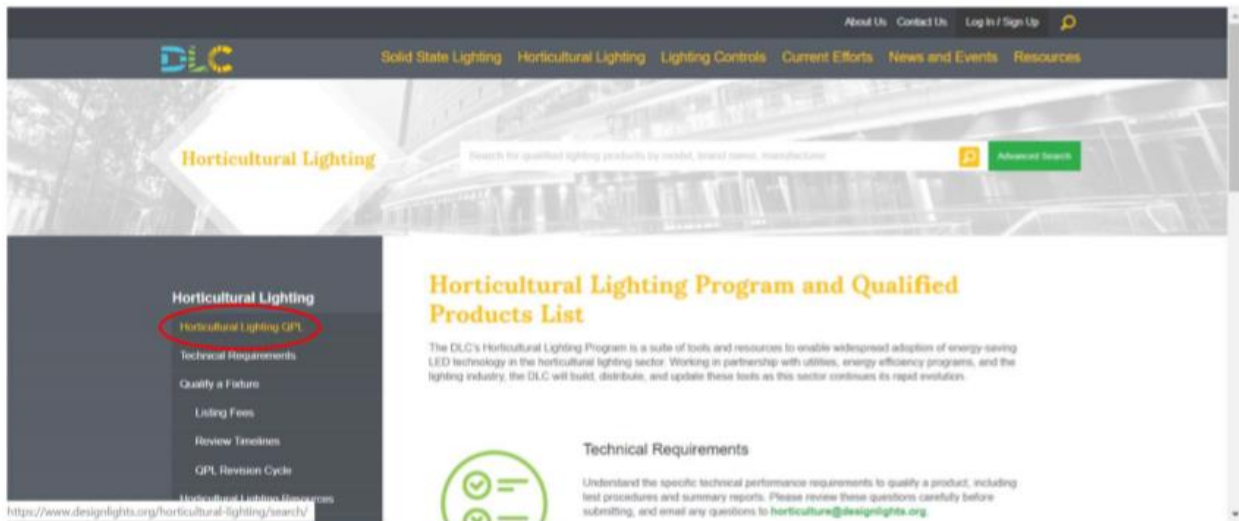 About Us Contact Us Log In / Sign Up
DLC
Solid State Lighting Horticultural Lighting Lighting Controls Current Efforts News and Events Resources
Horticultural Lighting
Search for qualified lighting products by model, brand name, manufacturer
Advanced Search
Horticultural Lighting
Horticultural Lighting QPL
Technical Requirements
Qualify a Fixture
Listing Fees
Review Timelines
QPL Revision Cycle
Horticultural Lighting Resources
https://www.designlights.org/horticultural-lighting/search/
Horticultural Lighting Program and Qualified
Products List
The DLC's Horticultural Lighting Program is a suite of tools and resources to enable widespread adoption of energy-saving
LED technology in the horticultural lighting sector. Working in partnership with utilities, energy efficiency programs, and the
lighting industry, the DLC will build, distribute, and update these tools as this sector continues its rapid evolution.
Technical Requirements
Understand the specific technical performance requirements to qualify a product, including
test procedures and summary reports. Please review these questions carefully before
submitting, and email any questions to horticulture@designlights.org.